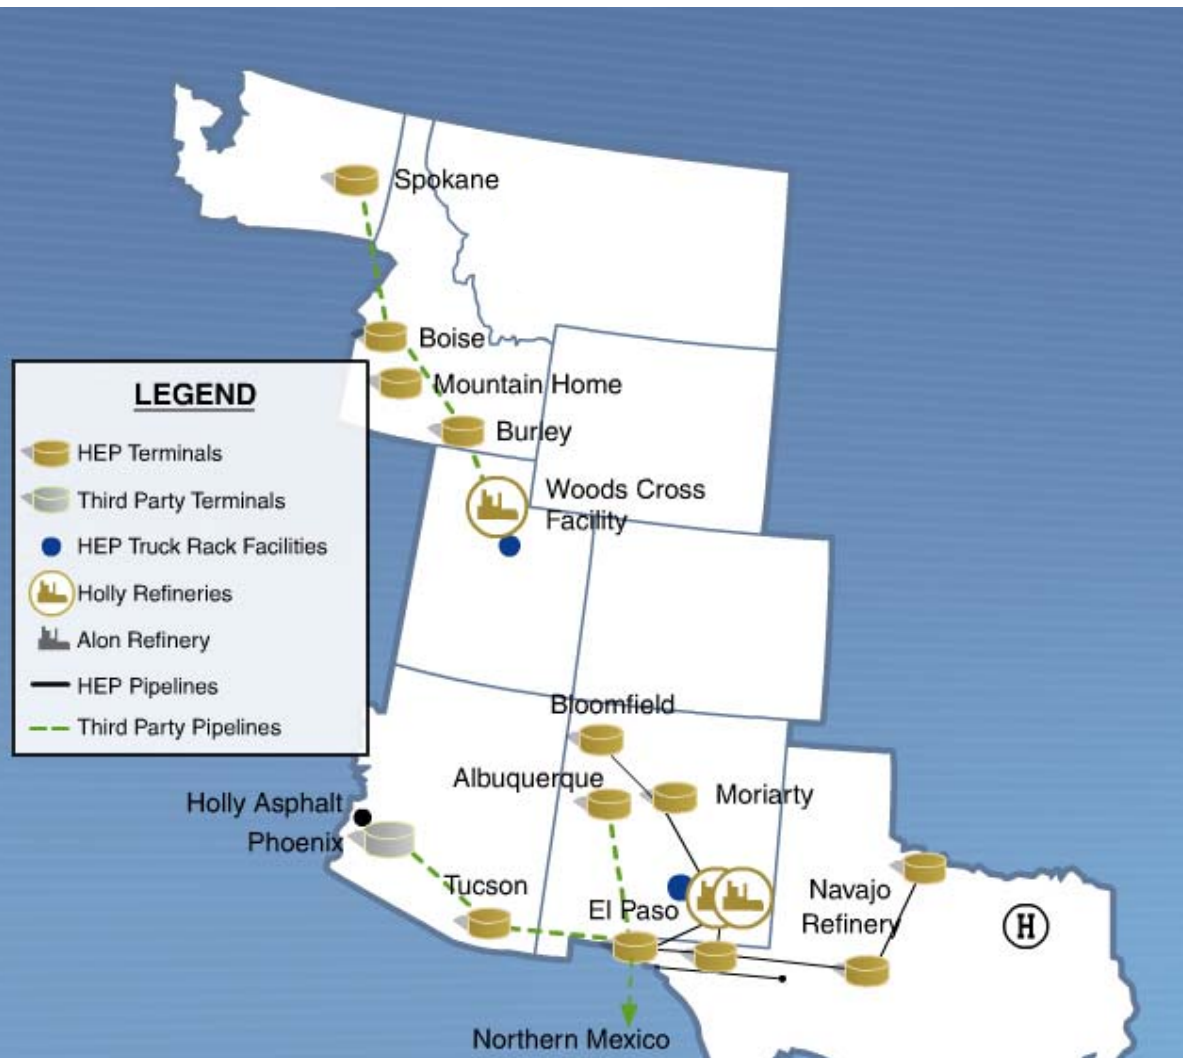 Spokane
Boise
Mountain Home
Burley
Woods Cross
Facility
LEGEND
HEP Terminals
Third Party Terminals
HEP Truck Rack Facilities
Holly Refineries
Alon Refinery
HEP Pipelines
Third Party Pipelines
Bloomfield
Albuquerque
Moriarty
Holly Asphalt
Phoenix
Tucson
El Paso
Navajo
Refinery
H
Northern Mexico